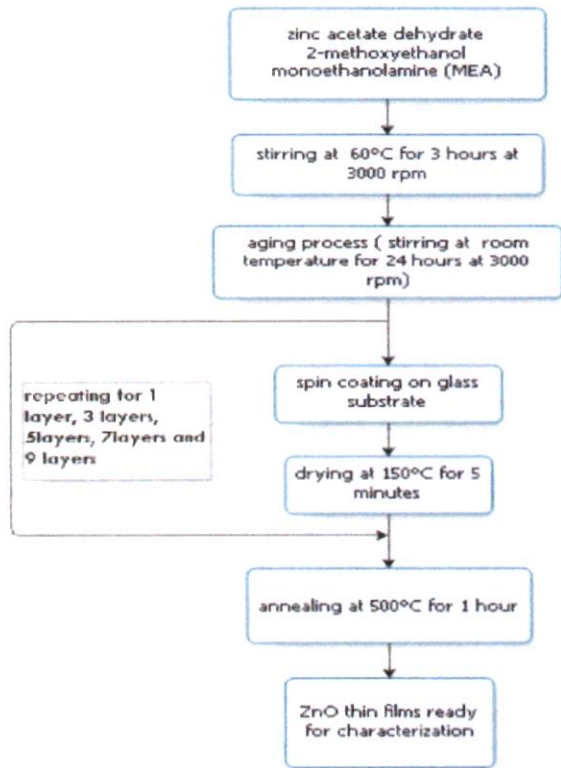 zinc acetate dehydrate
2-methoxyethanol
monoethanolamine (MEA)
stirring at 60°C for 3 hours at
3000 rpm
aging process ( stirring at room
temperature for 24 hours at 3000
rpm)
repeating for 1
layer, 3 layers,
5layers, 7layers and
9 layers
spin coating on glass
substrate
drying at 150°C for 5
minutes
annealing at 500°C for 1 hour
ZnO thin films ready
for characterization